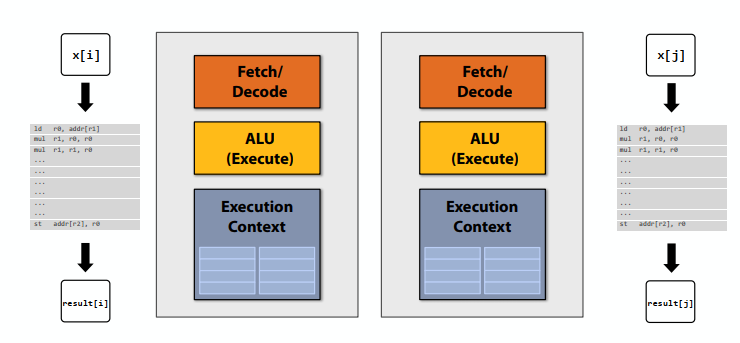 x[i]
ld r0, addr[r1]
mul r1, r0, r0
mul r1, r1, r0
...
...
...
...
...
...
st addr[r2], r0
result[i]
Fetch/
Decode
ALU
(Execute)
Execution
Context
Fetch/
Decode
ALU
(Execute)
Execution
Context
x[j]
ld r0, addr[r1]
mul r1, r0, r0
mul r1, r1, r0
...
...
...
...
...
...
st addr[r2], r0
result[j]